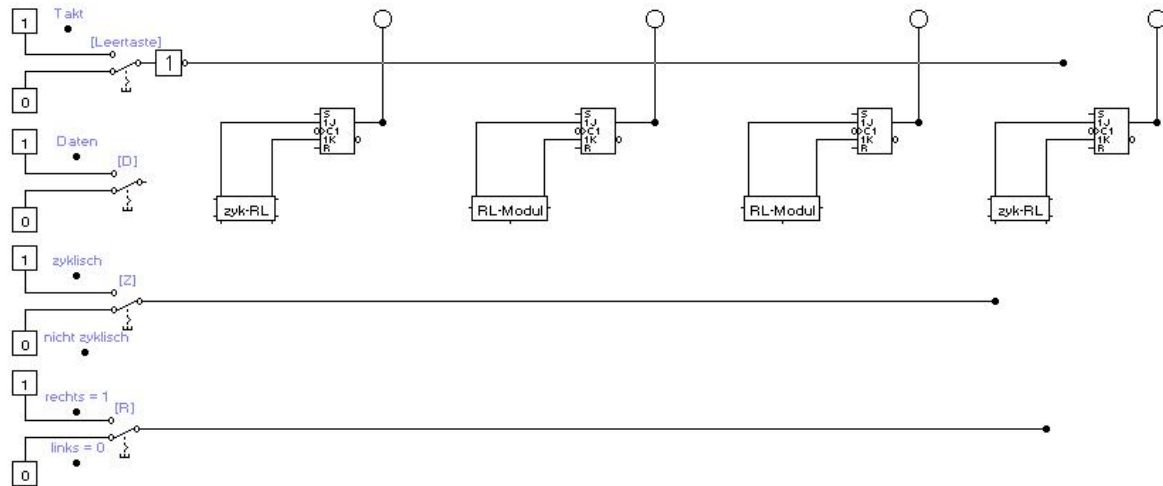 1 Takt
[Leertaste]
1
0
S
1J
C1
1K
R
S
1J
C1
1K
R
S
1J
C1
1K
R
S
1J
C1
1K
R
1 Daten
[D]
0
zyk-RL RL-Modul RL-Modul zyk-RL
1 zyklisch
[Z]
0 nicht zyklisch
1 rechts = 1
[R]
links = 0
0